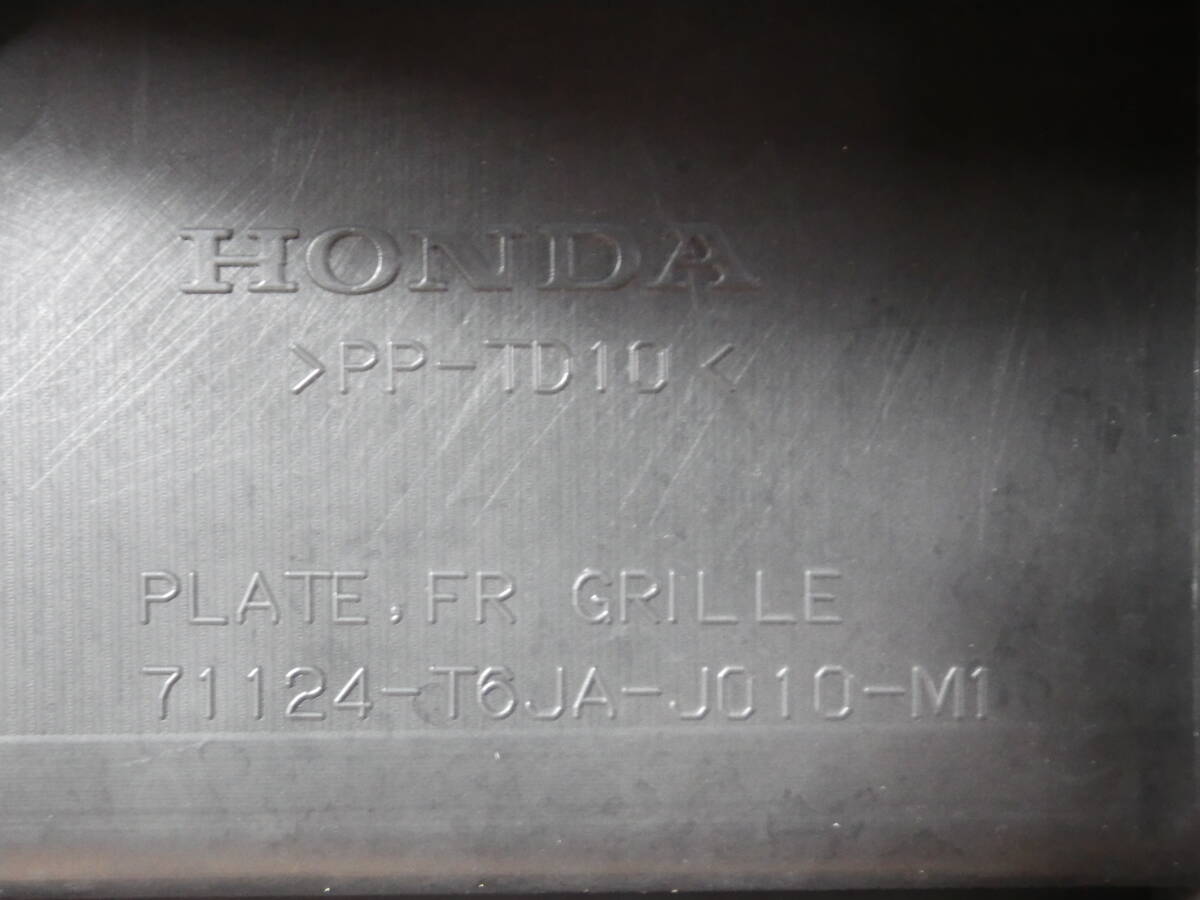 HONDA
>PP-TD10<
PLATE,FR GRILLE
71124-T6JA-J010-M1